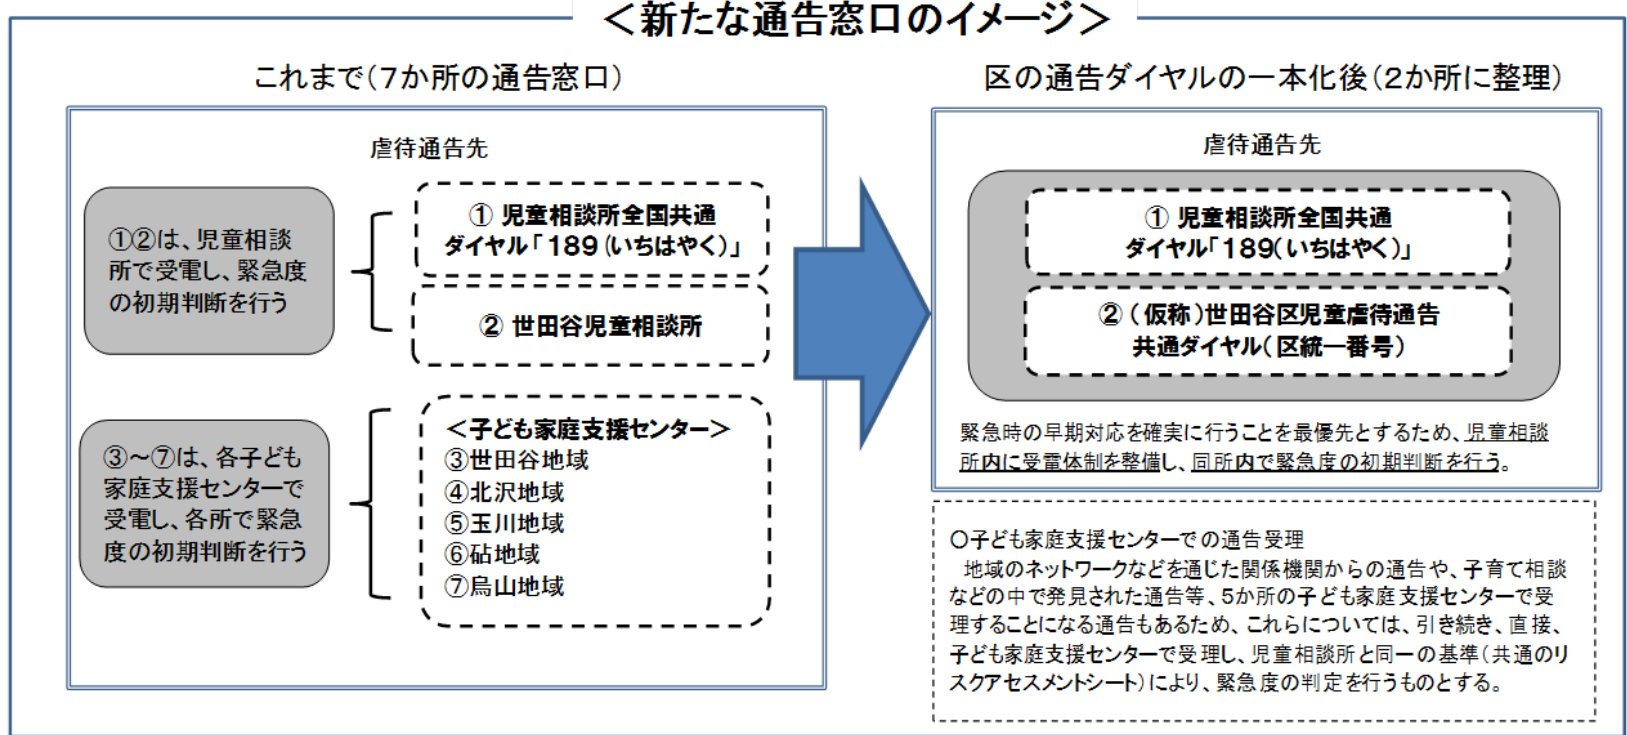 ＜新たな通告窓口のイメージ＞
これまで（７か所の通告窓口）
虐待通告先
①②は、児童相談
所で受電し、緊急度
の初期判断を行う
① 児童相談所全国共通
ダイヤル「１８９（いちはやく）」
② 世田谷児童相談所
③～⑦は、各子ども
家庭支援センターで
受電し、各所で緊急
度の初期判断を行う
＜子ども家庭支援センター＞
③世田谷地域
④北沢地域
⑤玉川地域
⑥砧地域
⑦烏山地域
区の通告ダイヤルの一本化後（２か所に整理）
虐待通告先
① 児童相談所全国共通
ダイヤル「１８９（いちはやく）」
②（仮称）世田谷区児童虐待通告
共通ダイヤル（区統一番号）
緊急時の早期対応を確実に行うことを最優先とするため、児童相談
所内に受電体制を整備し、同所内で緊急度の初期判断を行う。
○子ども家庭支援センターでの通告受理
地域のネットワークなどを通じた関係機関からの通告や、子育て相談
などの中で発見された通告等、５か所の子ども家庭支援センターで受
理することになる通告もあるため、これらについては、引き続き、直接、
子ども家庭支援センターで受理し、児童相談所と同一の基準（共通のリ
スクアセスメントシート）により、緊急度の判定を行うものとする。